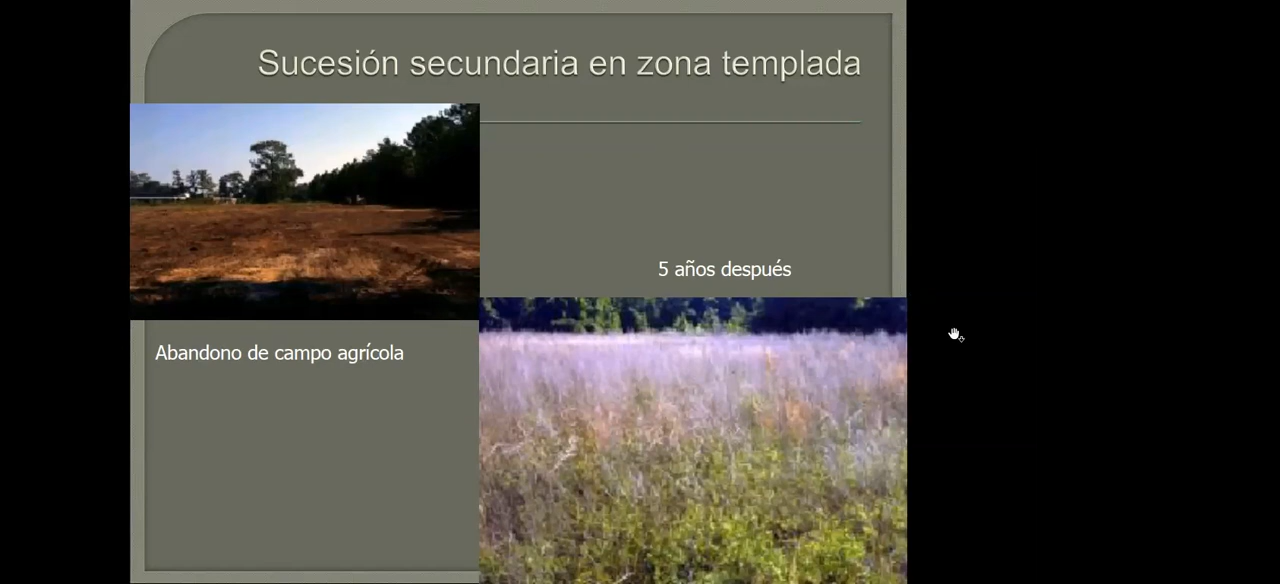 Sucesión secundaria en zona templada
5 años después
Abandono de campo agrícola